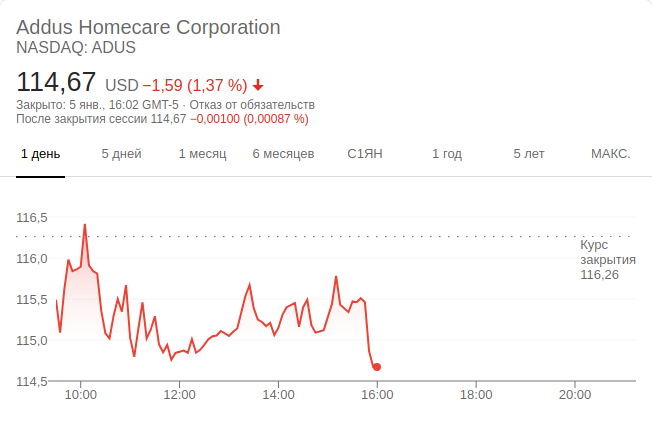 Addus Homecare Corporation
NASDAQ: ADUS
114,67 USD −1,59 (1,37 %)
Закрыто: 5 янв., 16:02 GMT-5 · Отказ от обязательств
После закрытия сессии 114,67 −0,00100 (0,00087 %)
1 день 5 дней 1 месяц 6 месяцев С1ЯН 1 год 5 лет МАКС.
116,5
Курс
закрытия
116,26
116,0
115,5
115,0
114,5
10:00 12:00 14:00 16:00 18:00 20:00